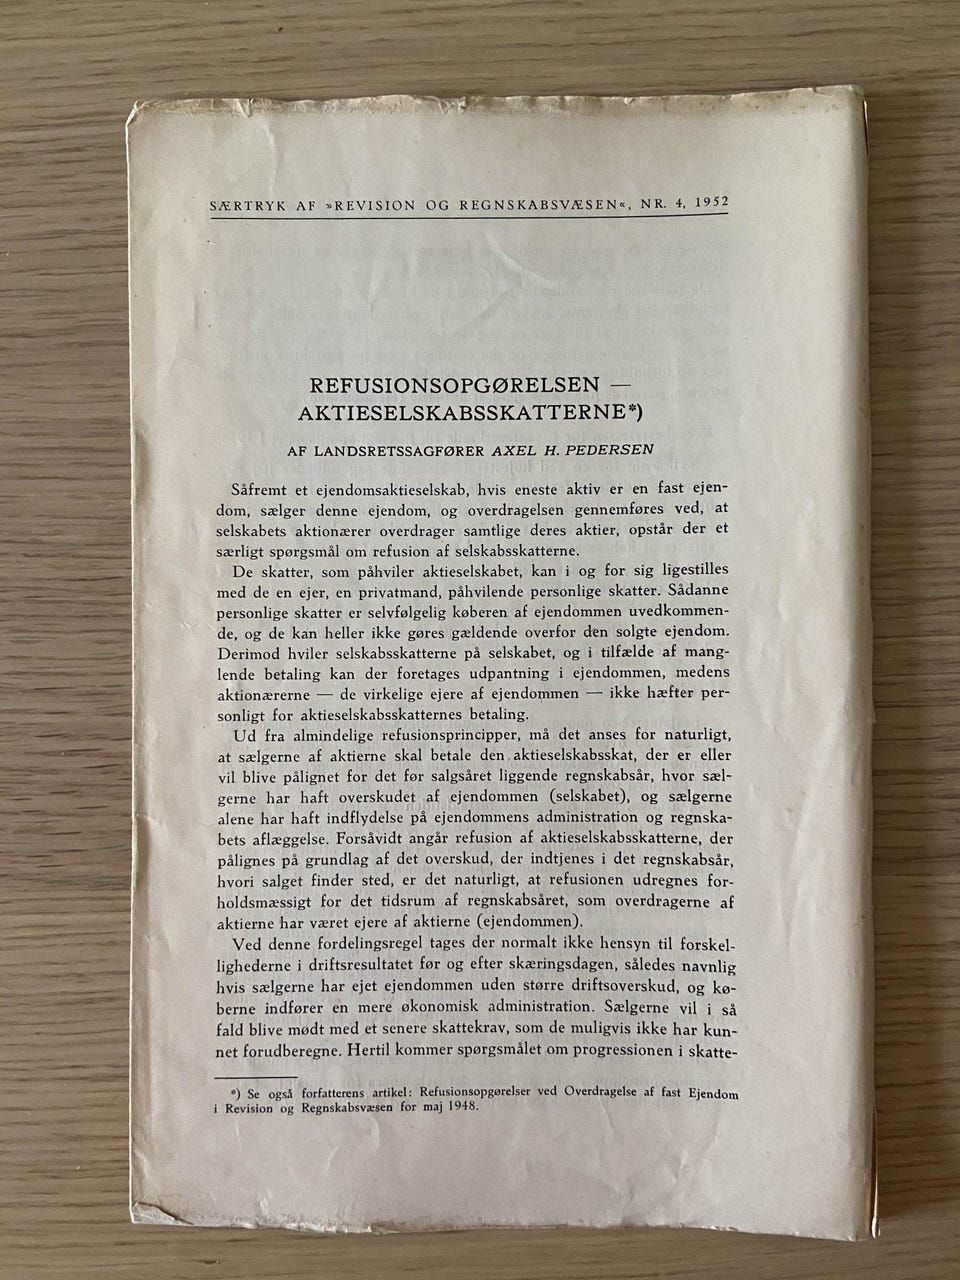 SÆRTRYK AF »REVISION OG REGNSKABSVÆSEN«, NR. 4, 1952
REFUSIONSOPGØRELSEN —
AKTIESELSKABSSKATTERNE*)
AF LANDSRETSSAGFØRER AXEL H. PEDERSEN
Såfremt et ejendomsaktieselskab, hvis eneste aktiv er en fast ejen-
dom, sælger denne ejendom, og overdragelsen gennemføres ved, at
selskabets aktionærer overdrager samtlige deres aktier, opstår der et
særligt spørgsmål om refusion af selskabsskatterne.
De skatter, som påhviler aktieselskabet, kan i og for sig ligestilles
med de en ejer, en privatmand, påhvilende personlige skatter. Sådanne
personlige skatter er selvfølgelig køberen af ejendommen uvedkommen-
de, og de kan heller ikke gøres gældende overfor den solgte ejendom.
Derimod hviler selskabsskatterne på selskabet, og i tilfælde af mang-
lende betaling kan der foretages udpantning i ejendommen, medens
aktionærerne — de virkelige ejere af ejendommen — ikke hæfter per-
sonligt for aktieselskabsskatternes betaling.
Ud fra almindelige refusionsprincipper, må det anses for naturligt,
at sælgerne af aktierne skal betale den aktieselskabsskat, der er eller
vil blive pålignet for det før salgsåret liggende regnskabsår, hvor sæl-
gerne har haft overskudet af ejendommen (selskabet), og sælgerne
alene har haft indflydelse på ejendommens administration og regnska-
bets aflæggelse. Forsåvidt angår refusion af aktieselskabsskatterne, der
pålignes på grundlag af det overskud, der indtjenes i det regnskabsår,
hvori salget finder sted, er det naturligt, at refusionen udregnes for-
holdsmæssigt for det tidsrum af regnskabsåret, som overdragerne af
aktierne har været ejere af aktierne (ejendommen).
Ved denne fordelingsregel tages der normalt ikke hensyn til forskel-
lighederne i driftsresultatet før og efter skæringsdagen, således navnlig
hvis sælgerne har ejet ejendommen uden større driftsoverskud, og kø-
berne indfører en mere økonomisk administration. Sælgerne vil i så
fald blive mødt med et senere skattekrav, som de muligvis ikke har kun-
net forudberegne. Hertil kommer spørgsmålet om progressionen i skatte-
*) Se også forfatterens artikel: Refusionsopgørelser ved Overdragelse af fast Ejendom
i Revision og Regnskabsvæsen for maj 1948.